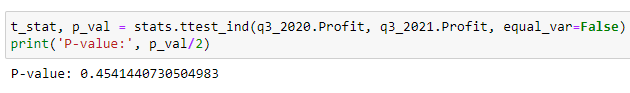 t_stat, p_val = stats.ttest_ind(q3_2020.Profit, q3_2021.Profit, equal_var=False)
print('P-value:', p_val/2)
P-value: 0.4541440730504983